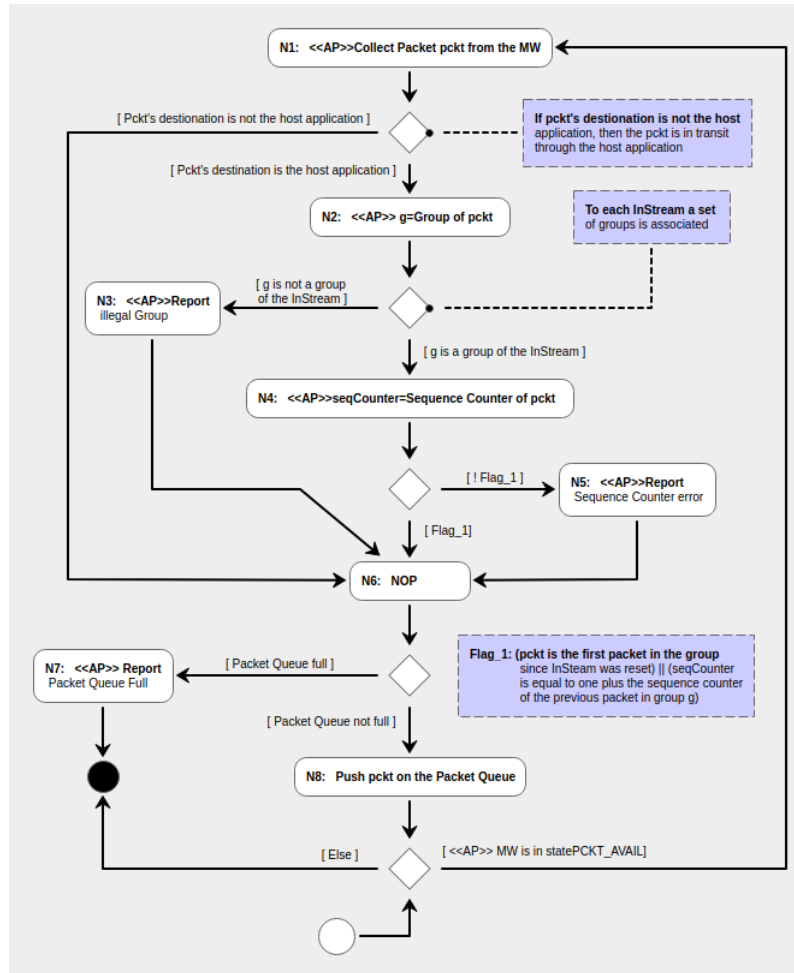 N1: <<AP>>Collect Packet pckt from the MW
[ Pckt's destionation is not the host application ]
If pckt's destionation is not the host
application, then the pckt is in transit
through the host application
[ Pckt's destination is the host application ]
N2: <<AP>> g=Group of pckt
To each InStream a set
of groups is associated
[ g is not a group
of the InStream ]
N3: <<AP>>Report
illegal Group
[ g is a group of the InStream ]
N4: <<AP>>seqCounter=Sequence Counter of pckt
[ ! Flag_1 ]
N5: <<AP>>Report
Sequence Counter error
[ Flag_1]
N6: NOP
N7: <<AP>> Report
Packet Queue Full
[ Packet Queue full ]
Flag_1: (pckt is the first packet in the group
since InSteam was reset) || (seqCounter
is equal to one plus the sequence counter
of the previous packet in group g)
[ Packet Queue not full ]
N8: Push pckt on the Packet Queue
[ Else ]
[ <<AP>> MW is in statePCKT_AVAIL]